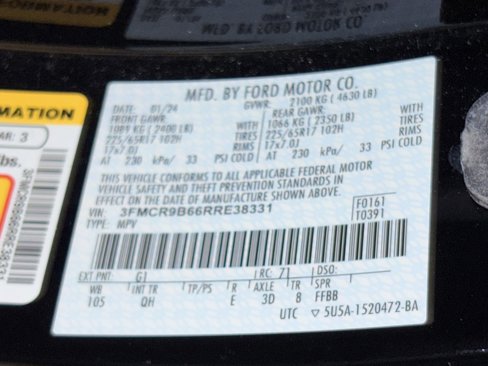 MFD. BY FORD MOTOR CO.
DATE: 01/24 GVWR: 2100 KG ( 4630 LB)
FRONT GAWR: REAR GAWR:
1089 KG ( 2400 LB) WITH 1066 KG ( 2350 LB) WITH
225/65R17 102H TIRES 225/65R17 102H TIRES
17x7.0J RIMS 17x7.0J RIMS
AT 230 kPa/ 33 PSI COLD AT 230 kPa/ 33 PSI COLD
THIS VEHICLE CONFORMS TO ALL APPLICABLE FEDERAL MOTOR
VEHICLE SAFETY AND THEFT PREVENTION STANDARDS IN
EFFECT ON THE DATE OF MANUFACTURE SHOWN ABOVE.
VIN: 3FMCR9B66RRE38331 F0161
TYPE: MPV T0391
EXT PNT: G1 RC: 71 DSO:
WB INT TR TP/PS R AXLE TR SPR
105 QH E 3D 8 FFBB
UTC ▽ 5U5A-1520472-BA
MATION
AR: 3
lbs.
3FMCR9B66RRE38331